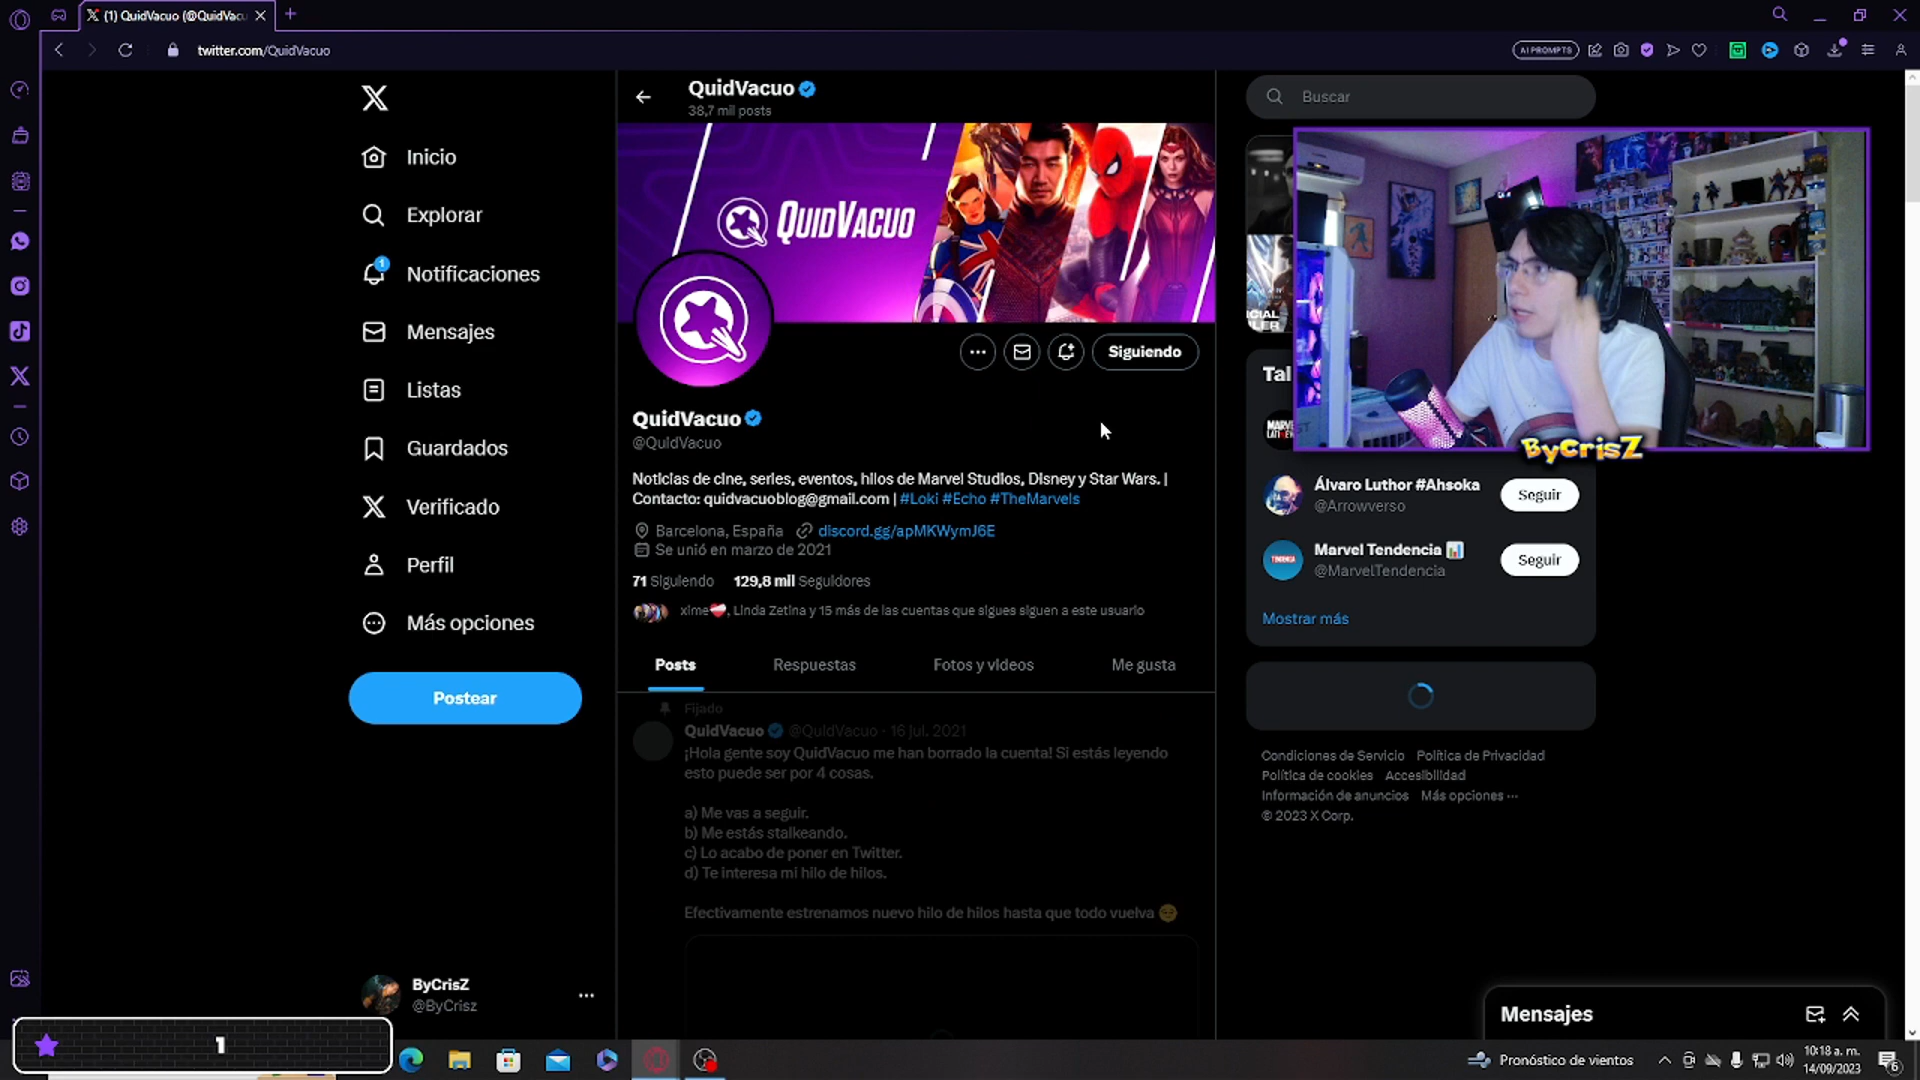 (1) QuidVacuo (@QuidVacu
twitter.com/QuidVacuo
AI PROMPTS
Inicio
Explorar
1
Notificaciones
Mensajes
Listas
Guardados
Verificado
Perfil
Más opciones
Postear
ByCrisZ
@ByCrisz
QuidVacuo
38,7 mil posts
QUIDVACUO
Siguiendo
QuidVacuo
@QuidVacuo
Noticias de cine, series, eventos, hilos de Marvel Studios, Disney y Star Wars. |
Contacto: quidvacuoblog@gmail.com | #Loki #Echo #TheMarvels
Barcelona, España discord.gg/apMKWymJ6E
Se unió en marzo de 2021
71 Siguiendo 129,8 mil Seguidores
xime, Linda Zetina y 15 más de las cuentas que sigues siguen a este usuario
Posts Respuestas Fotos y videos Me gusta
Fijado
QuidVacuo @QuidVacuo · 16 jul. 2021
¡Hola gente soy QuidVacuo me han borrado la cuenta! Si estás leyendo
esto puede ser por 4 cosas.
a) Me vas a seguir.
b) Me estás stalkeando.
c) Lo acabo de poner en Twitter.
d) Te interesa mi hilo de hilos.
Efectivamente estrenamos nuevo hilo de hilos hasta que todo vuelva
Buscar
Tal
ByCrisZ
Álvaro Luthor #Ahsoka
@Arrowverso
Seguir
TENDENCIA
Marvel Tendencia
@MarvelTendencia
Seguir
Mostrar más
Condiciones de Servicio Política de Privacidad
Política de cookies Accesibilidad
Información de anuncios Más opciones ···
© 2023 X Corp.
Mensajes
1
Pronóstico de vientos
10:18 a. m.
14/09/2023
6